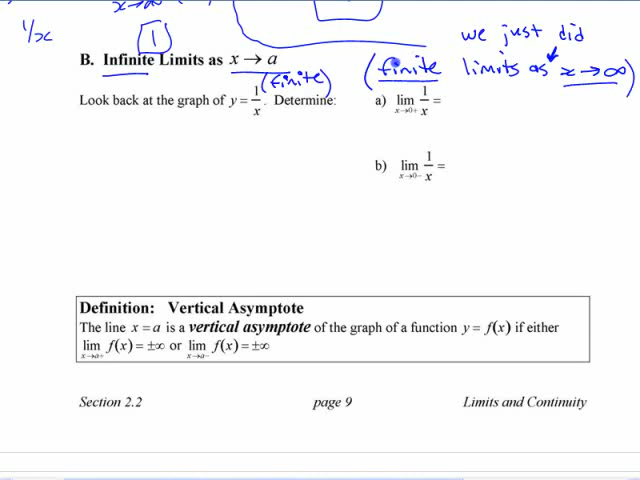 x→∞
1/x
1
we just did
B. Infinite Limits as x → a
(finite)
(finite limits as x → ∞)
Look back at the graph of y = 1/x. Determine:
a) lim x→0+ 1/x =
b) lim x→0− 1/x =
Definition: Vertical Asymptote
The line x = a is a vertical asymptote of the graph of a function y = f(x) if either
lim x→a+ f(x) = ±∞ or lim x→a− f(x) = ±∞
Section 2.2
page 9
Limits and Continuity